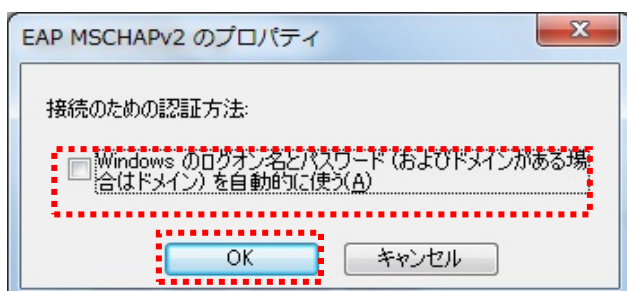 EAP MSCHAPv2 のプロパティ
接続のための認証方法:
Windows のログオン名とパスワード (およびドメインがある場
合はドメイン) を自動的に使う(A)
OK
キャンセル